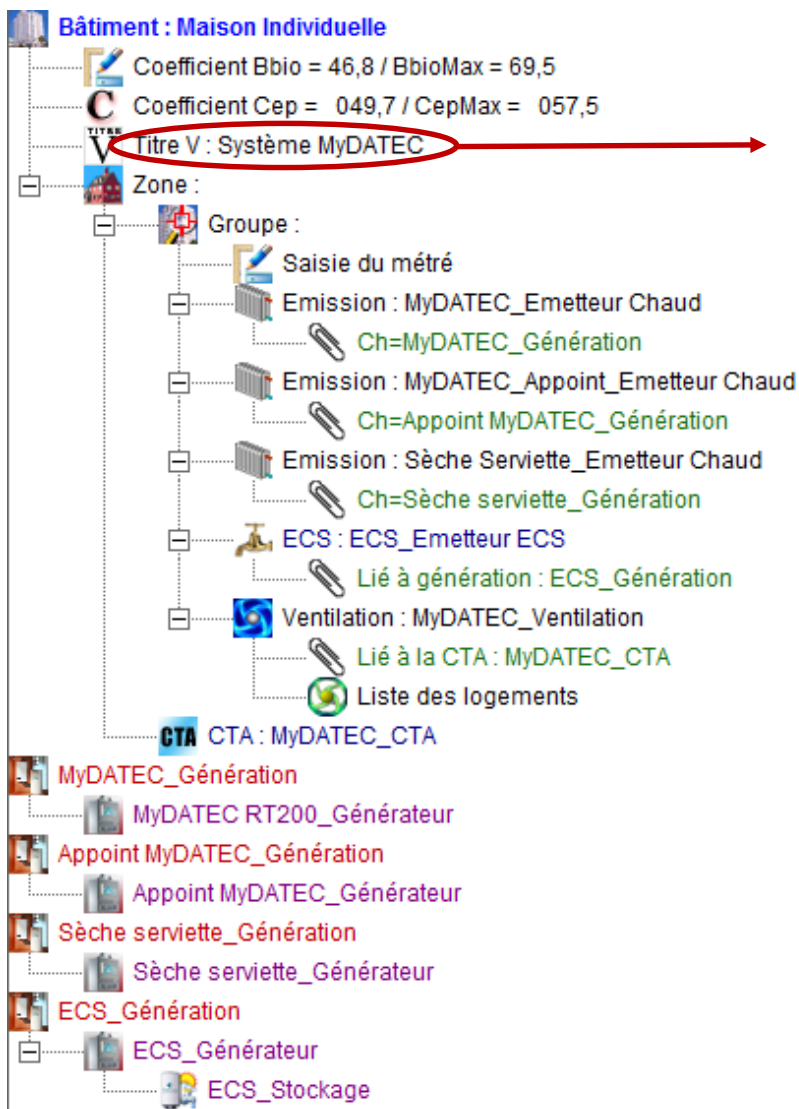 Bâtiment : Maison Individuelle
Coefficient Bbio = 46,8 / BbioMax = 69,5
C Coefficient Cep = 049,7 / CepMax = 057,5
TITRE V Titre V : Système MyDATEC
Zone :
Groupe :
Saisie du métré
Emission : MyDATEC_Emetteur Chaud
Ch=MyDATEC_Génération
Emission : MyDATEC_Appoint_Emetteur Chaud
Ch=Appoint MyDATEC_Génération
Emission : Sèche Serviette_Emetteur Chaud
Ch=Sèche serviette_Génération
ECS : ECS_Emetteur ECS
Lié à génération : ECS_Génération
Ventilation : MyDATEC_Ventilation
Lié à la CTA : MyDATEC_CTA
Liste des logements
CTA CTA : MyDATEC_CTA
MyDATEC_Génération
MyDATEC RT200_Générateur
Appoint MyDATEC_Génération
Appoint MyDATEC_Générateur
Sèche serviette_Génération
Sèche serviette_Générateur
ECS_Génération
ECS_Générateur
ECS_Stockage